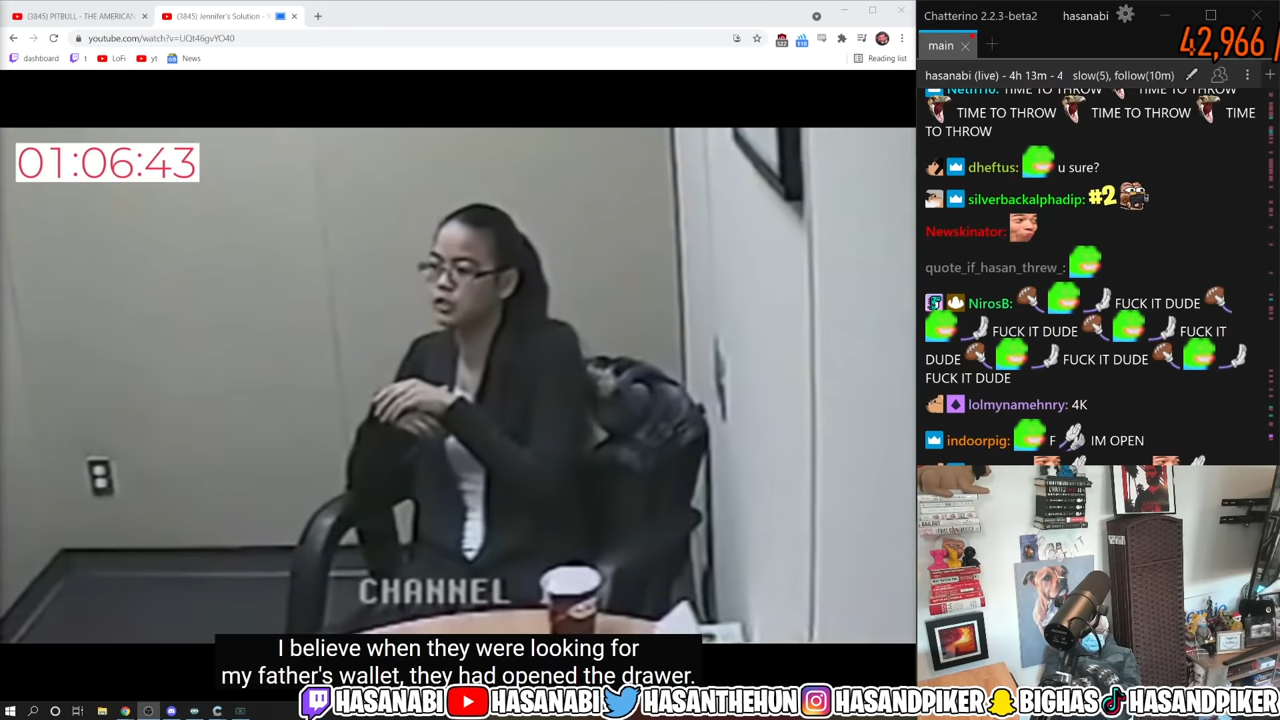 (3845) PITBULL - THE AMERICAN
(3845) Jennifer's Solution -
youtube.com/watch?v=UQt46gvYO40
dashboard
t
LoFi
yt
News
Reading list
01:06:43
CHANNEL
I believe when they were looking for
my father's wallet, they had opened the drawer.
Chatterino 2.2.3-beta2
hasanabi
42,966 /
main
hasanabi (live) - 4h 13m - 4
slow(5), follow(10m)
TIME TO THROW TIME TO THROW
TIME TO THROW TIME TO THROW TIME
TO THROW
dheftus: u sure?
silverbackalphadip: #2
Newskinator:
quote_if_hasan_threw_:
NirosB: FUCK IT DUDE
FUCK IT DUDE FUCK IT
DUDE FUCK IT DUDE
FUCK IT DUDE
lolmynamehnry: 4K
indoorpig: F IM OPEN
HASANABI HASANABI HASANTHEHUN HASANDPIKER BIGHAS HASANDPIKER